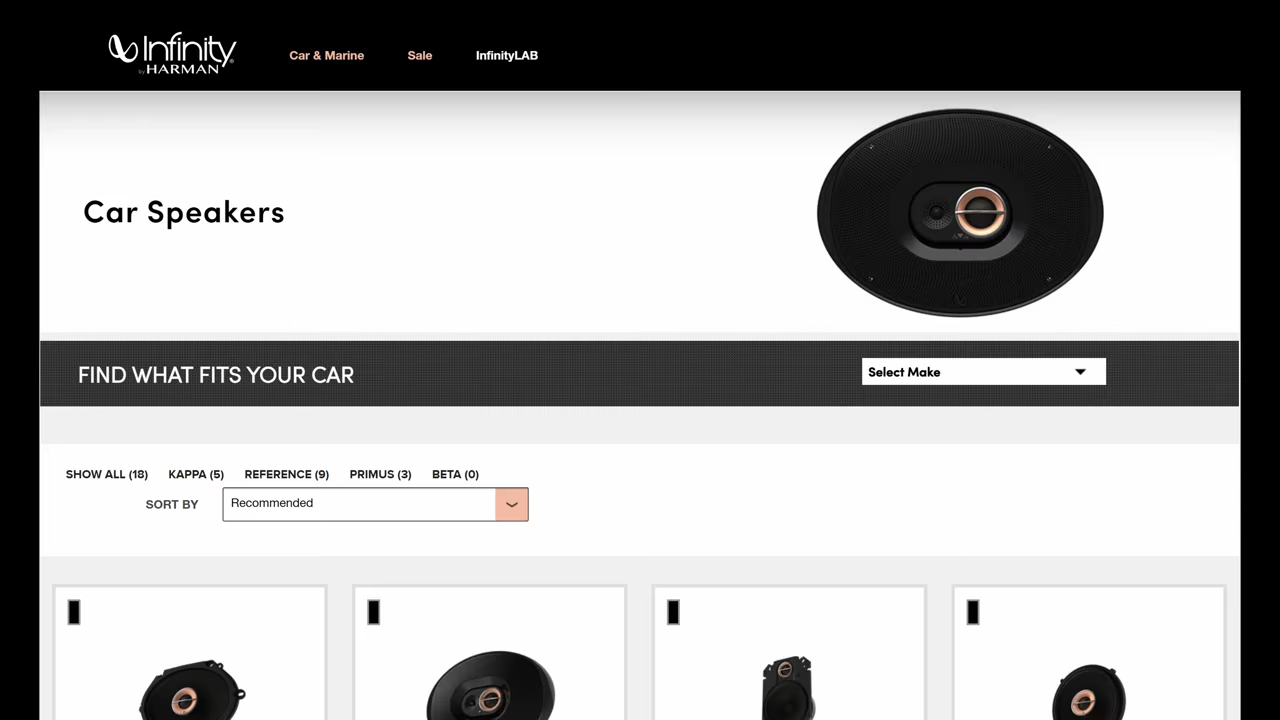 Infinity
by HARMAN
Car & Marine
Sale
InfinityLAB
Car Speakers
FIND WHAT FITS YOUR CAR
Select Make
SHOW ALL (18)
KAPPA (5)
REFERENCE (9)
PRIMUS (3)
BETA (0)
SORT BY
Recommended